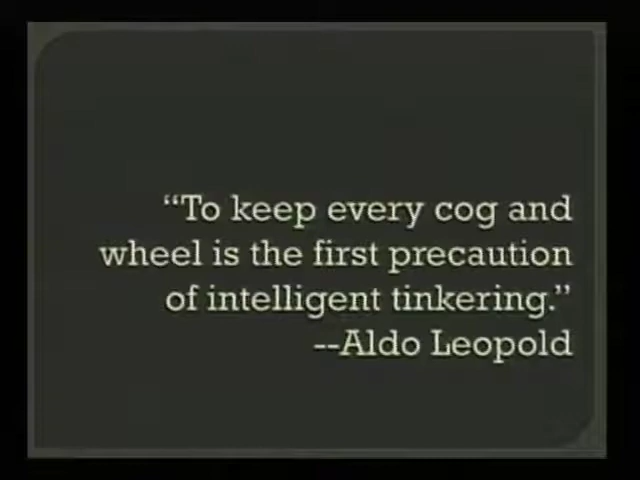 “To keep every cog and
wheel is the first precaution
of intelligent tinkering.”
--Aldo Leopold